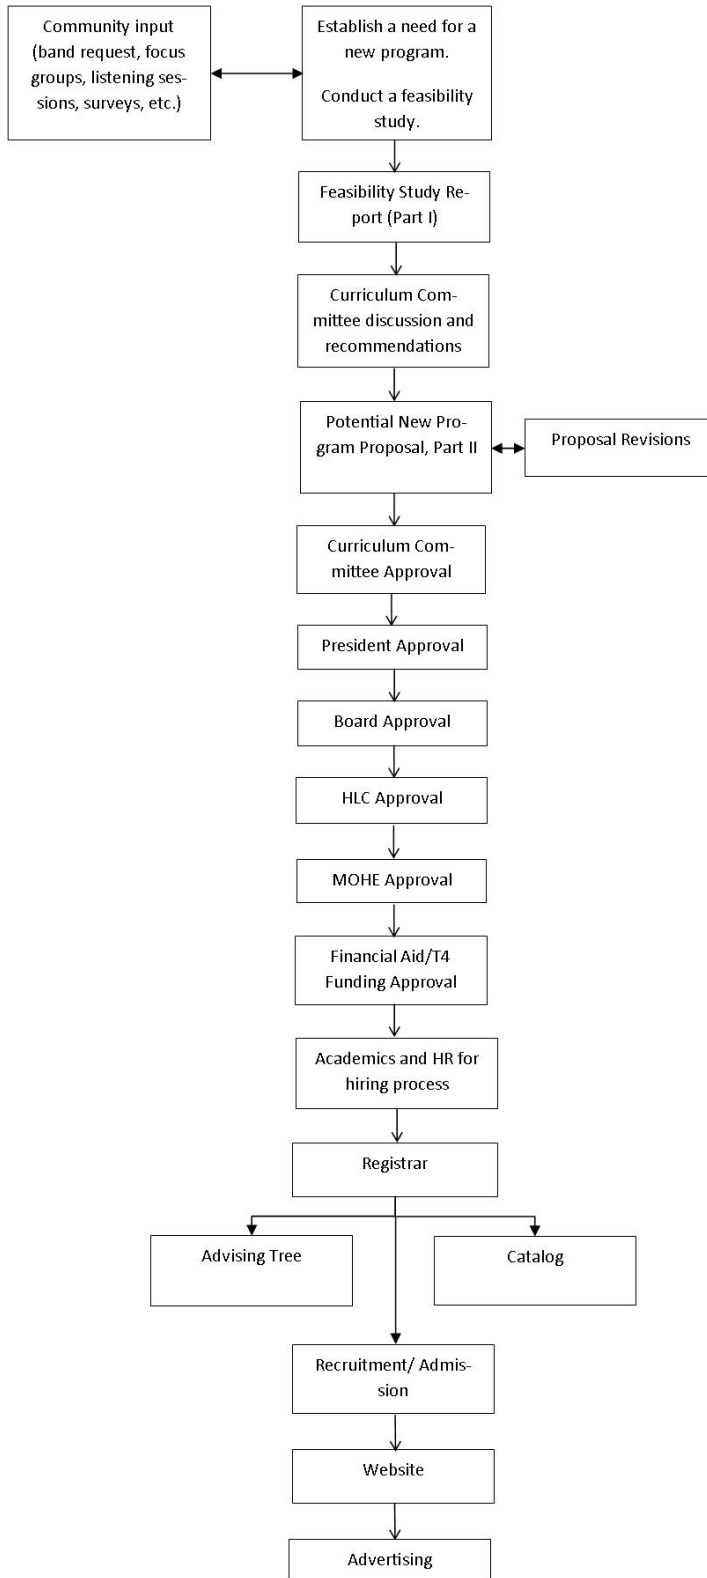 Community input
(band request, focus
groups, listening ses-
sions, surveys, etc.)
Establish a need for a
new program.
Conduct a feasibility
study.
Feasibility Study Re-
port (Part I)
Curriculum Com-
mittee discussion and
recommendations
Potential New Pro-
gram Proposal, Part II
Proposal Revisions
Curriculum Com-
mittee Approval
President Approval
Board Approval
HLC Approval
MOHE Approval
Financial Aid/T4
Funding Approval
Academics and HR for
hiring process
Registrar
Advising Tree
Catalog
Recruitment/ Admis-
sion
Website
Advertising